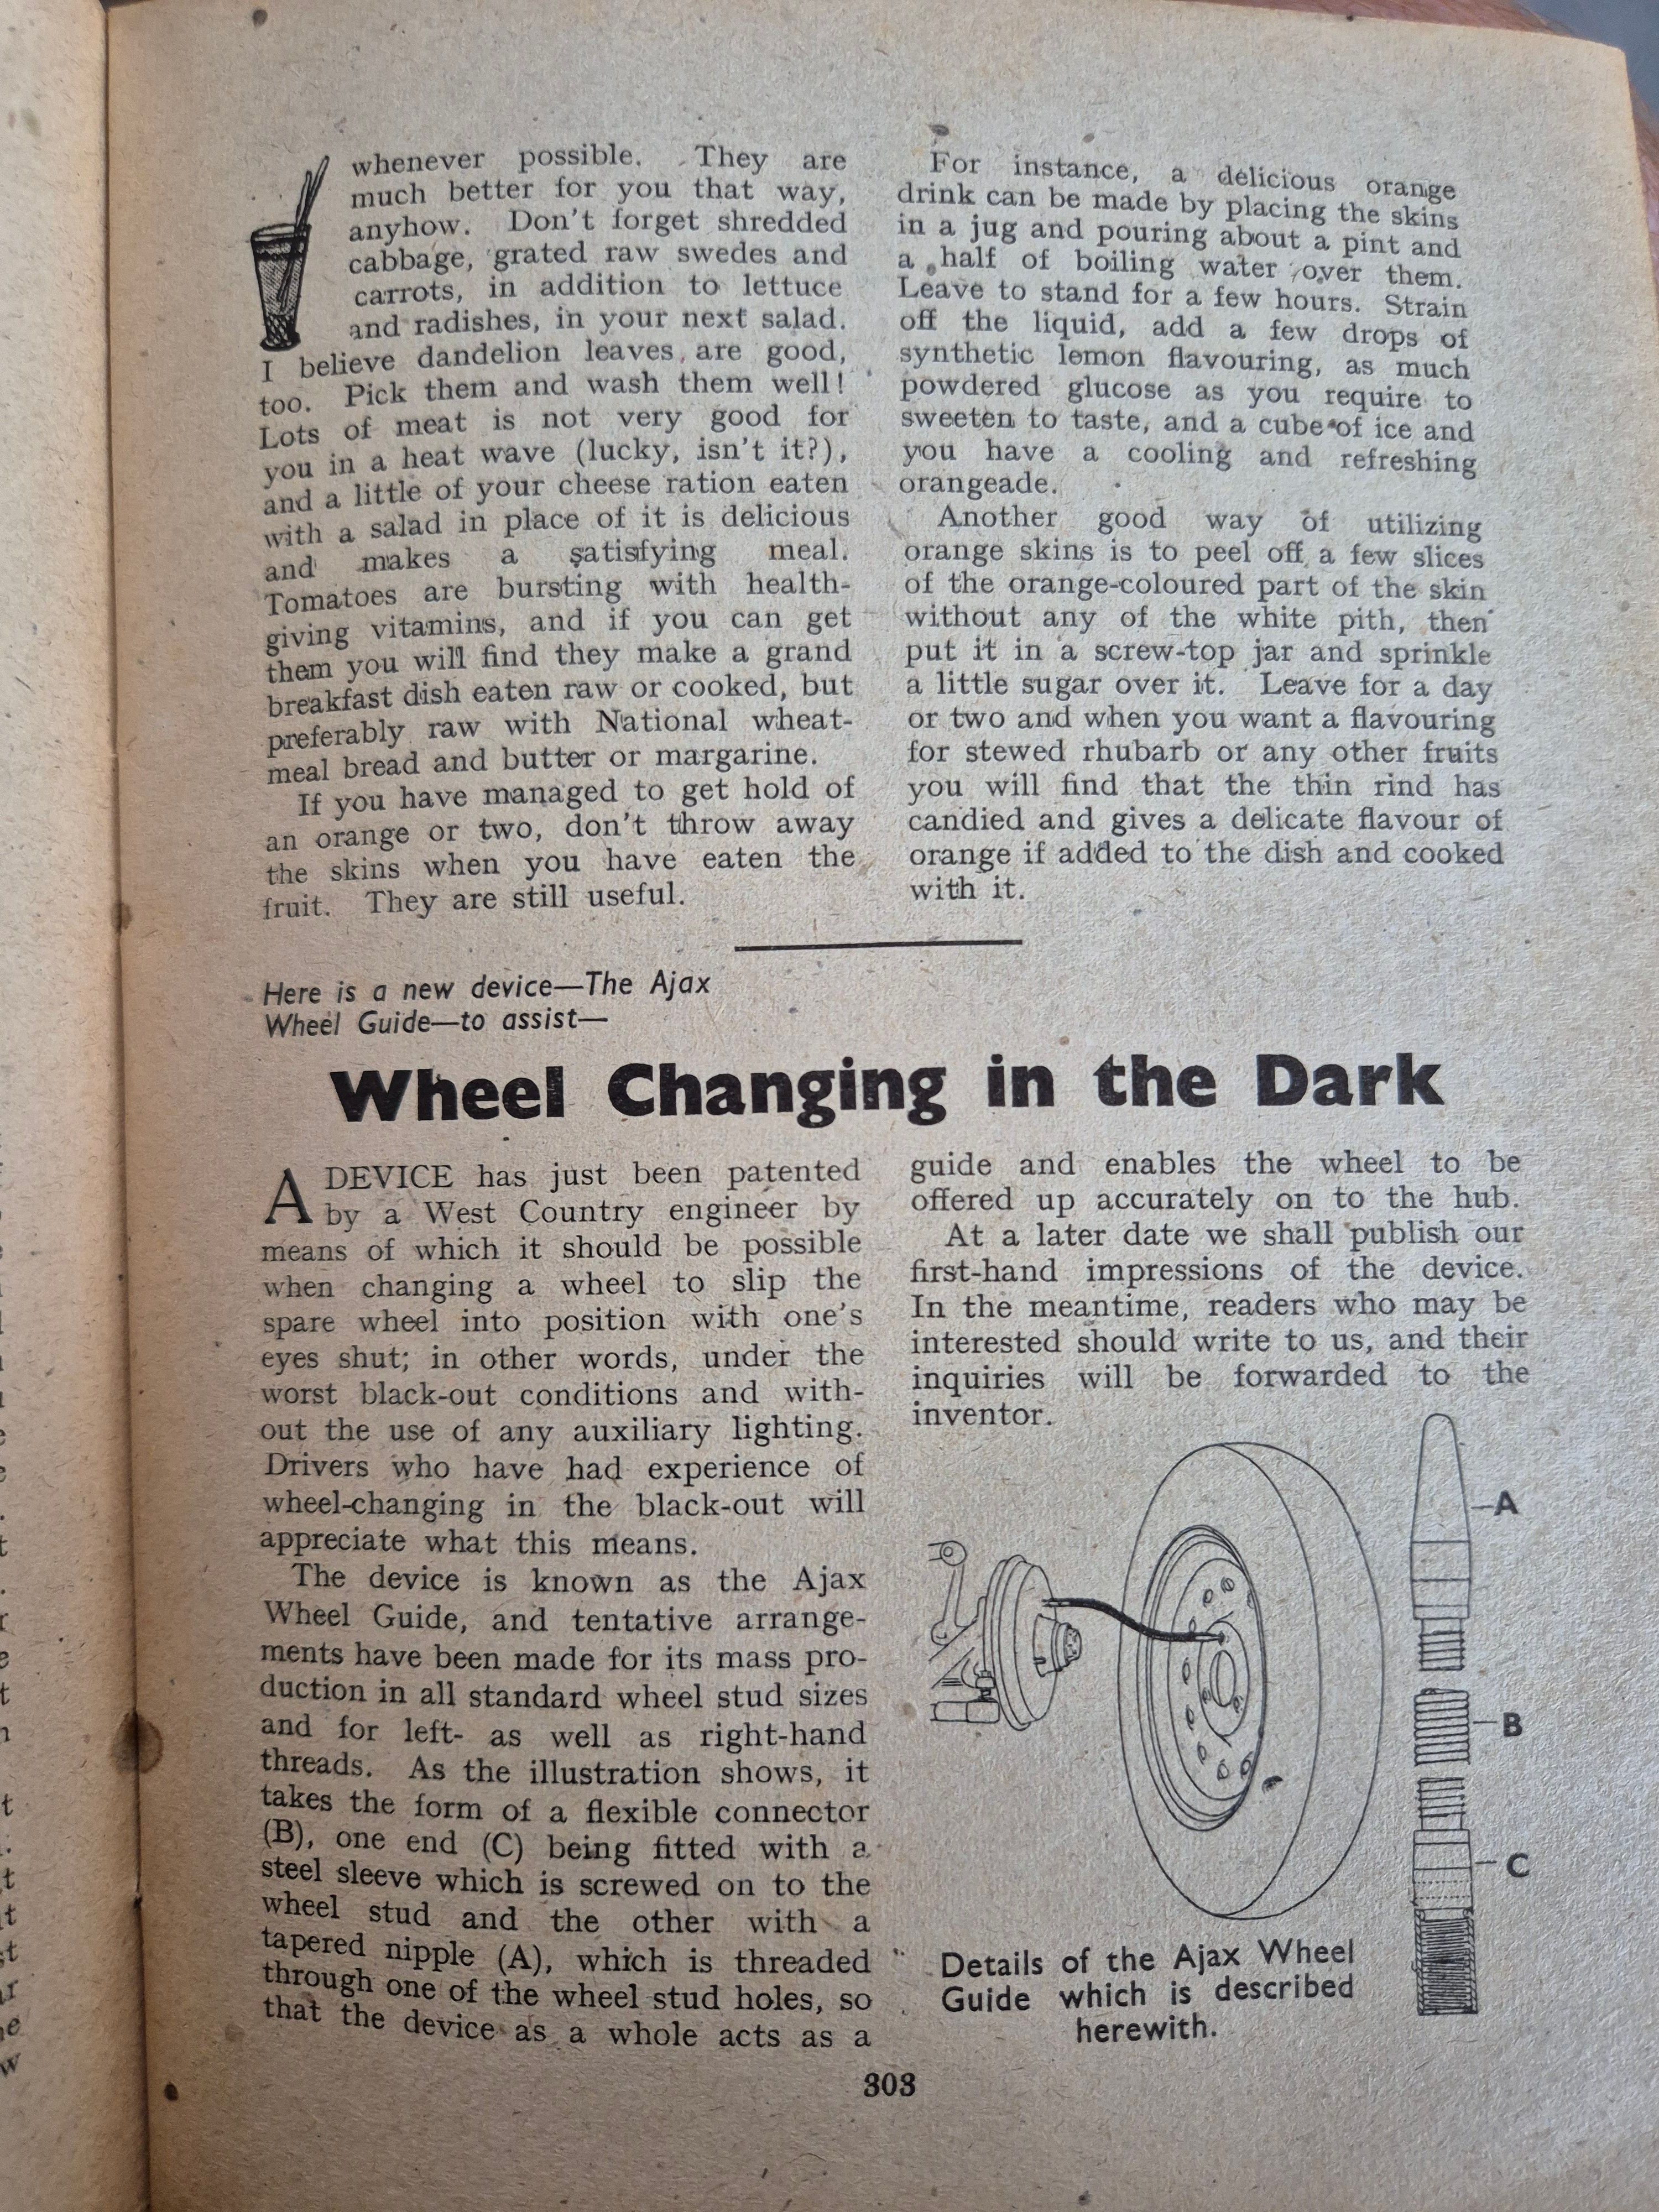 whenever possible. They are
much better for you that way,
anyhow. Don't forget shredded
cabbage, grated raw swedes and
carrots, in addition to lettuce
and radishes, in your next salad.
I believe dandelion leaves are good,
too. Pick them and wash them well!
Lots of meat is not very good for
you in a heat wave (lucky, isn't it?),
and a little of your cheese ration eaten
with a salad in place of it is delicious
and makes a satisfying meal.
Tomatoes are bursting with health-
giving vitamins, and if you can get
them you will find they make a grand
breakfast dish eaten raw or cooked, but
preferably raw with National wheat-
meal bread and butter or margarine.
If you have managed to get hold of
an orange or two, don't throw away
the skins when you have eaten the
fruit. They are still useful.
For instance, a delicious orange
drink can be made by placing the skins
in a jug and pouring about a pint and
a half of boiling water over them.
Leave to stand for a few hours. Strain
off the liquid, add a few drops of
synthetic lemon flavouring, as much
powdered glucose as you require to
sweeten to taste, and a cube of ice and
you have a cooling and refreshing
orangeade.
Another good way of utilizing
orange skins is to peel off a few slices
of the orange-coloured part of the skin
without any of the white pith, then
put it in a screw-top jar and sprinkle
a little sugar over it. Leave for a day
or two and when you want a flavouring
for stewed rhubarb or any other fruits
you will find that the thin rind has
candied and gives a delicate flavour of
orange if added to the dish and cooked
with it.
Here is a new device—The Ajax
Wheel Guide—to assist—
Wheel Changing in the Dark
A DEVICE has just been patented
by a West Country engineer by
means of which it should be possible
when changing a wheel to slip the
spare wheel into position with one's
eyes shut; in other words, under the
worst black-out conditions and with-
out the use of any auxiliary lighting.
Drivers who have had experience of
wheel-changing in the black-out will
appreciate what this means.
The device is known as the Ajax
Wheel Guide, and tentative arrange-
ments have been made for its mass pro-
duction in all standard wheel stud sizes
and for left- as well as right-hand
threads. As the illustration shows, it
takes the form of a flexible connector
(B), one end (C) being fitted with a
steel sleeve which is screwed on to the
wheel stud and the other with a
tapered nipple (A), which is threaded
through one of the wheel stud holes, so
that the device as a whole acts as a
guide and enables the wheel to be
offered up accurately on to the hub.
At a later date we shall publish our
first-hand impressions of the device.
In the meantime, readers who may be
interested should write to us, and their
inquiries will be forwarded to the
inventor.
A
B
C
Details of the Ajax Wheel
Guide which is described
herewith.
303